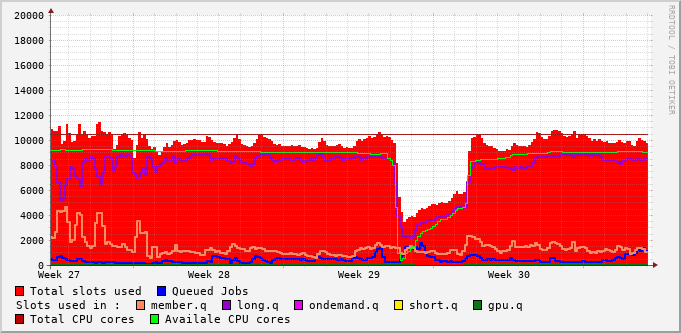 RRDTOOL / TOBI OETIKER
20000
18000
16000
14000
12000
10000
8000
6000
4000
2000
0
Week 27 Week 28 Week 29 Week 30
Total slots used Queued Jobs
Slots used in : member.q long.q ondemand.q short.q gpu.q
Total CPU cores Availale CPU cores